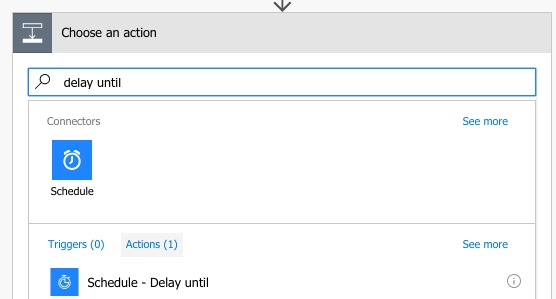 Choose an action
delay until
Connectors
See more
Schedule
Triggers (0)
Actions (1)
See more
Schedule - Delay until